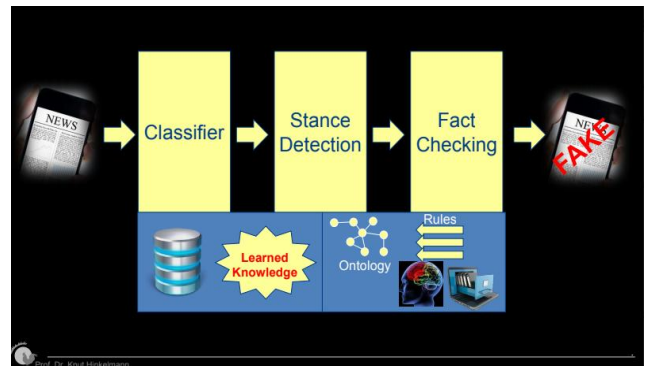 NEWS
Classifier
Stance
Detection
Fact
Checking
NEWS
FAKE
Learned
Knowledge
Ontology
Rules
Prof. Dr. Knut Hinkelmann